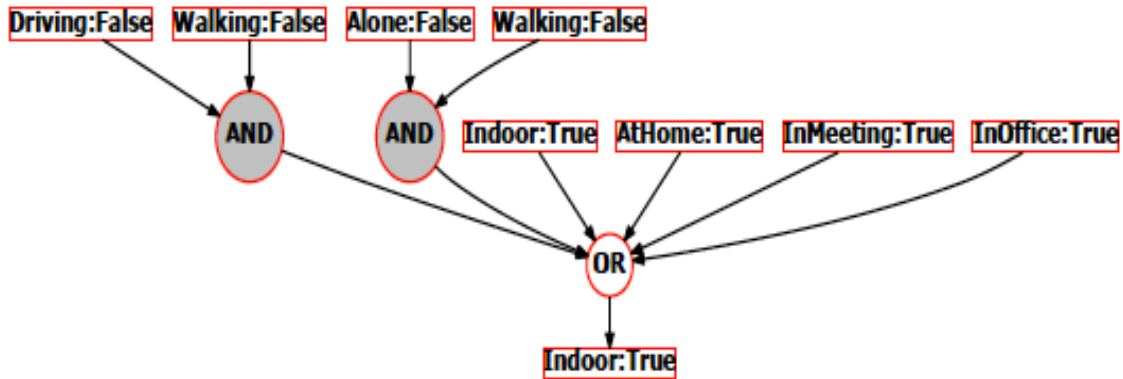 Driving:False Walking:False Alone:False Walking:False
AND AND
Indoor:True AtHome:True InMeeting:True InOffice:True
OR
Indoor:True